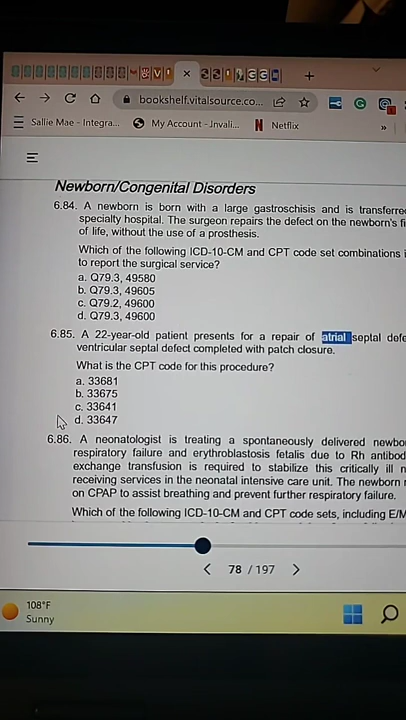 bookshelf.vitalsource.co...
Sallie Mae - Integra...
My Account - Jnvali...
Netflix
»
Newborn/Congenital Disorders
6.84. A newborn is born with a large gastroschisis and is transferre
specialty hospital. The surgeon repairs the defect on the newborn's fi
of life, without the use of a prosthesis.
Which of the following ICD-10-CM and CPT code set combinations i
to report the surgical service?
a. Q79.3, 49580
b. Q79.3, 49605
c. Q79.2, 49600
d. Q79.3, 49600
6.85. A 22-year-old patient presents for a repair of atrial septal defe
ventricular septal defect completed with patch closure.
What is the CPT code for this procedure?
a. 33681
b. 33675
c. 33641
d. 33647
6.86. A neonatologist is treating a spontaneously delivered newbo
respiratory failure and erythroblastosis fetalis due to Rh antibod
exchange transfusion is required to stabilize this critically ill n
receiving services in the neonatal intensive care unit. The newborn
on CPAP to assist breathing and prevent further respiratory failure.
Which of the following ICD-10-CM and CPT code sets, including E/M
< 78 / 197 >
108°F
Sunny